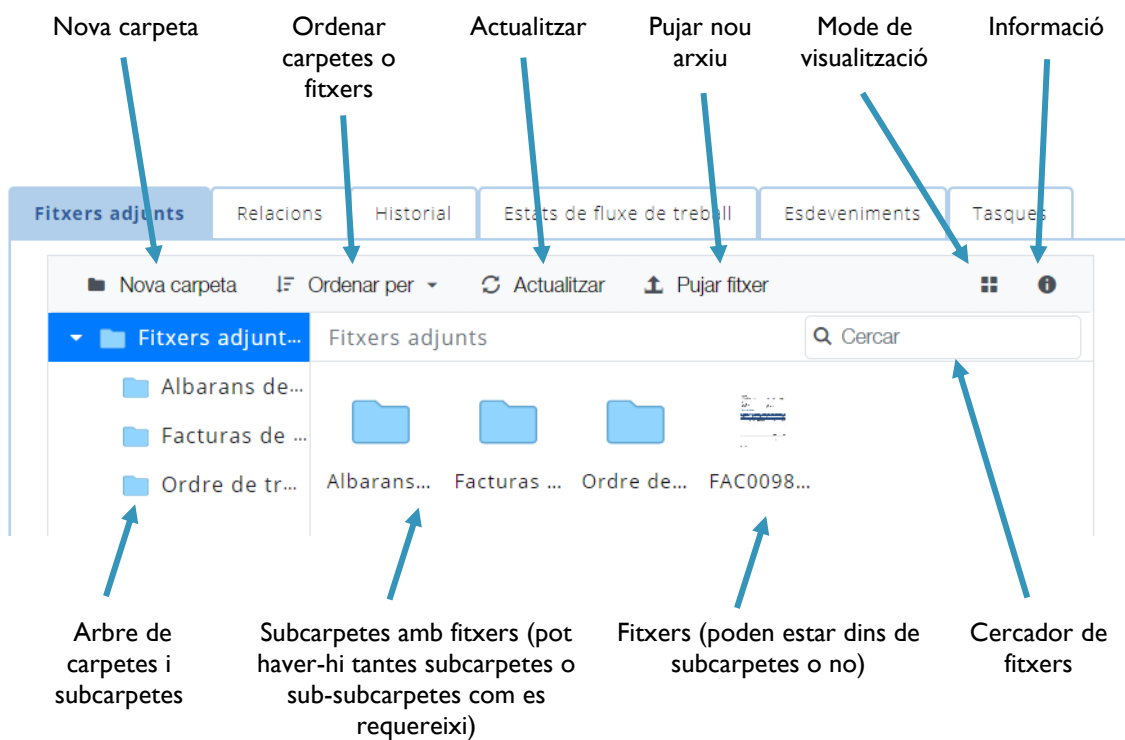 Nova carpeta
Ordenar
carpetes o
fitxers
Actualitzar
Pujar nou
arxiu
Mode de
visualització
Informació
Fitxers adjunts
Relacions
Historial
Estats de fluxe de treball
Esdeveniments
Tasques
Nova carpeta
Ordenar per
Actualitzar
Pujar fitxer
Fitxers adjunt...
Fitxers adjunts
Cercar
Albarans de...
Facturas de ...
Ordre de tr...
Albarans...
Facturas ...
Ordre de...
FAC0098...
Arbre de
carpetes i
subcarpetes
Subcarpetes amb fitxers (pot
haver-hi tantes subcarpetes o
sub-subcarpetes com es
requereixi)
Fitxers (poden estar dins de
subcarpetes o no)
Cercador de
fitxers